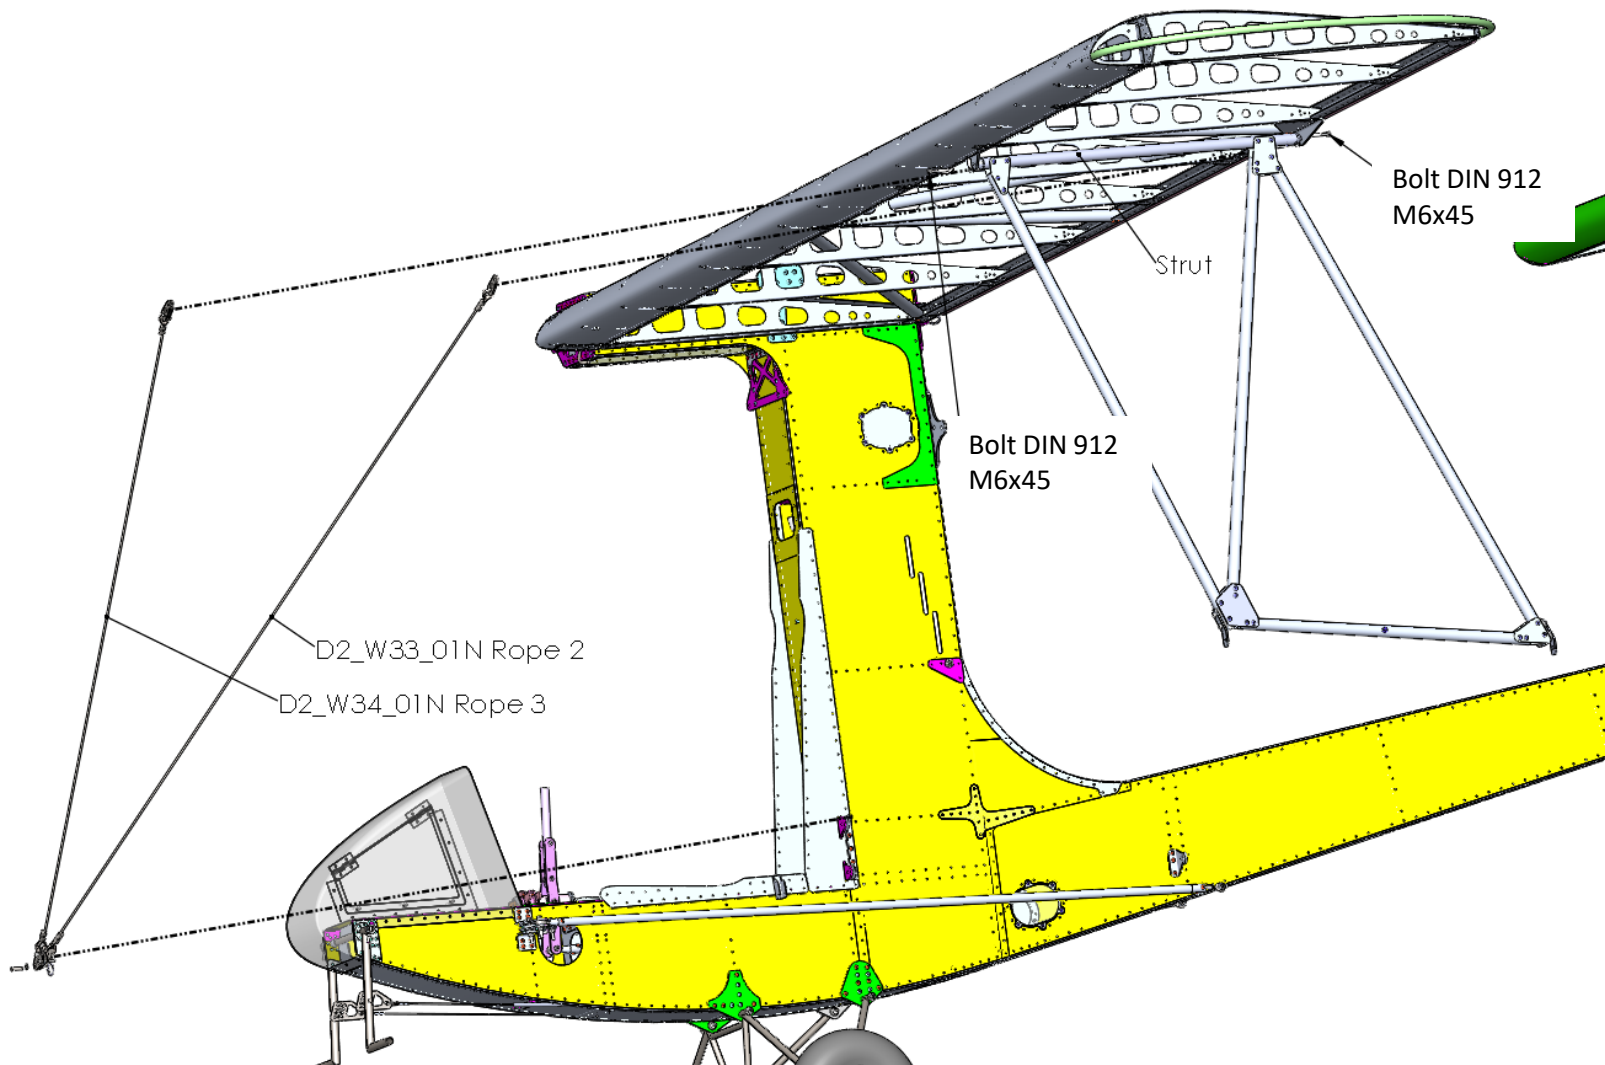 Bolt DIN 912
M6x45
Strut
Bolt DIN 912
M6x45
D2_W33_01N Rope 2
D2_W34_01N Rope 3